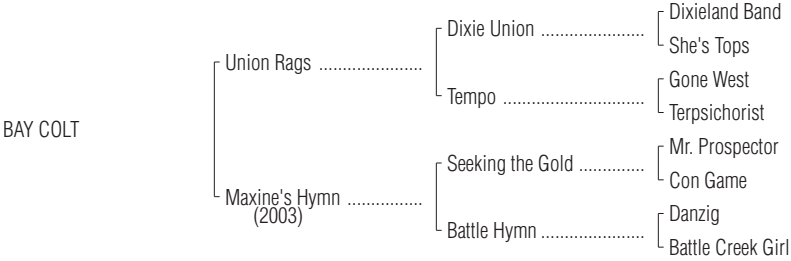 Dixieland Band
Dixie Union ......................
She's Tops
Union Rags ......................
Gone West
Tempo ..............................
Terpsichorist
BAY COLT
Mr. Prospector
Seeking the Gold ..............
Con Game
Maxine's Hymn ................
(2003)
Danzig
Battle Hymn ......................
Battle Creek Girl